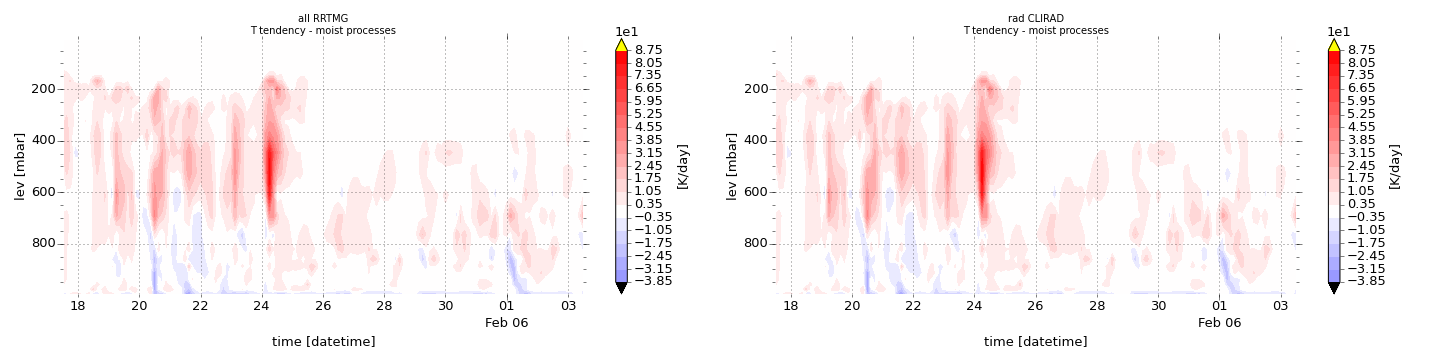 all RRTMG
T tendency - moist processes
1e1
8.75
8.05
7.35
6.65
5.95
5.25
4.55
3.85
3.15
2.45
1.75
1.05
0.35
−0.35
−1.05
−1.75
−2.45
−3.15
−3.85
[K/day]
lev [mbar]
200
400
600
800
18 20 22 24 26 28 30 01 03
Feb 06
time [datetime]
rad CLIRAD
T tendency - moist processes
1e1
8.75
8.05
7.35
6.65
5.95
5.25
4.55
3.85
3.15
2.45
1.75
1.05
0.35
−0.35
−1.05
−1.75
−2.45
−3.15
−3.85
[K/day]
lev [mbar]
200
400
600
800
18 20 22 24 26 28 30 01 03
Feb 06
time [datetime]